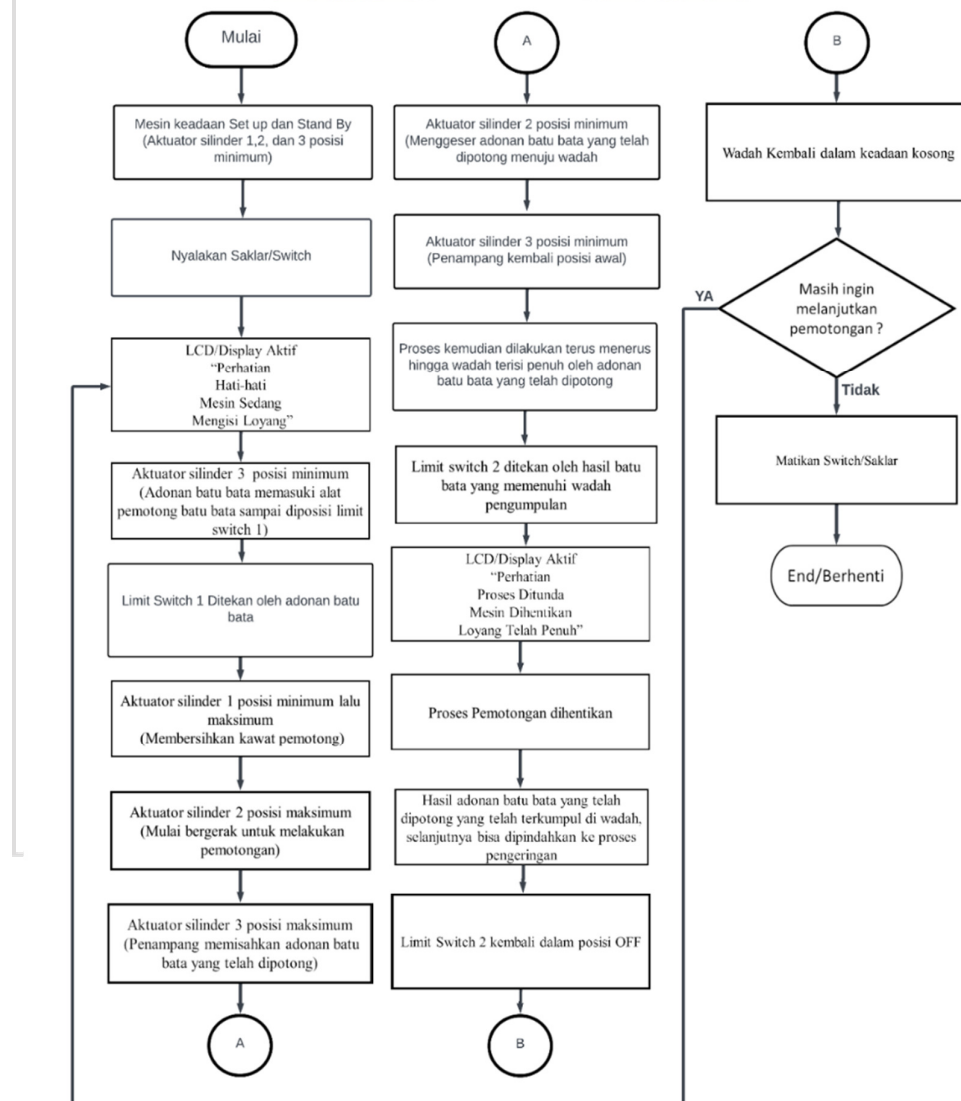 Mulai
Mesin keadaan Set up dan Stand By
(Aktuator silinder 1,2, dan 3 posisi
minimum)
Nyalakan Saklar/Switch
LCD/Display Aktif
“Perhatian
Hati-hati
Mesin Sedang
Mengisi Loyang”
Aktuator silinder 3 posisi minimum
(Adonan batu bata memasuki alat
pemotong batu bata sampai diposisi limit
switch 1)
Limit Switch 1 Ditekan oleh adonan batu
bata
Aktuator silinder 1 posisi minimum lalu
maksimum
(Membersihkan kawat pemotong)
Aktuator silinder 2 posisi maksimum
(Mulai bergerak untuk melakukan
pemotongan)
Aktuator silinder 3 posisi maksimum
(Penampang memisahkan adonan batu
bata yang telah dipotong)
A
A
Aktuator silinder 2 posisi minimum
(Menggeser adonan batu bata yang telah
dipotong menuju wadah
Aktuator silinder 3 posisi minimum
(Penampang kembali posisi awal)
Proses kemudian dilakukan terus menerus
hingga wadah terisi penuh oleh adonan
batu bata yang telah dipotong
Limit switch 2 ditekan oleh hasil batu
bata yang memenuhi wadah
pengumpulan
LCD/Display Aktif
“Perhatian
Proses Ditunda
Mesin Dihentikan
Loyang Telah Penuh”
Proses Pemotongan dihentikan
Hasil adonan batu bata yang telah
dipotong yang telah terkumpul di wadah,
selanjutnya bisa dipindahkan ke proses
pengeringan
Limit Switch 2 kembali dalam posisi OFF
B
B
Wadah Kembali dalam keadaan kosong
Masih ingin
melanjutkan
pemotongan ?
YA
Tidak
Matikan Switch/Saklar
End/Berhenti